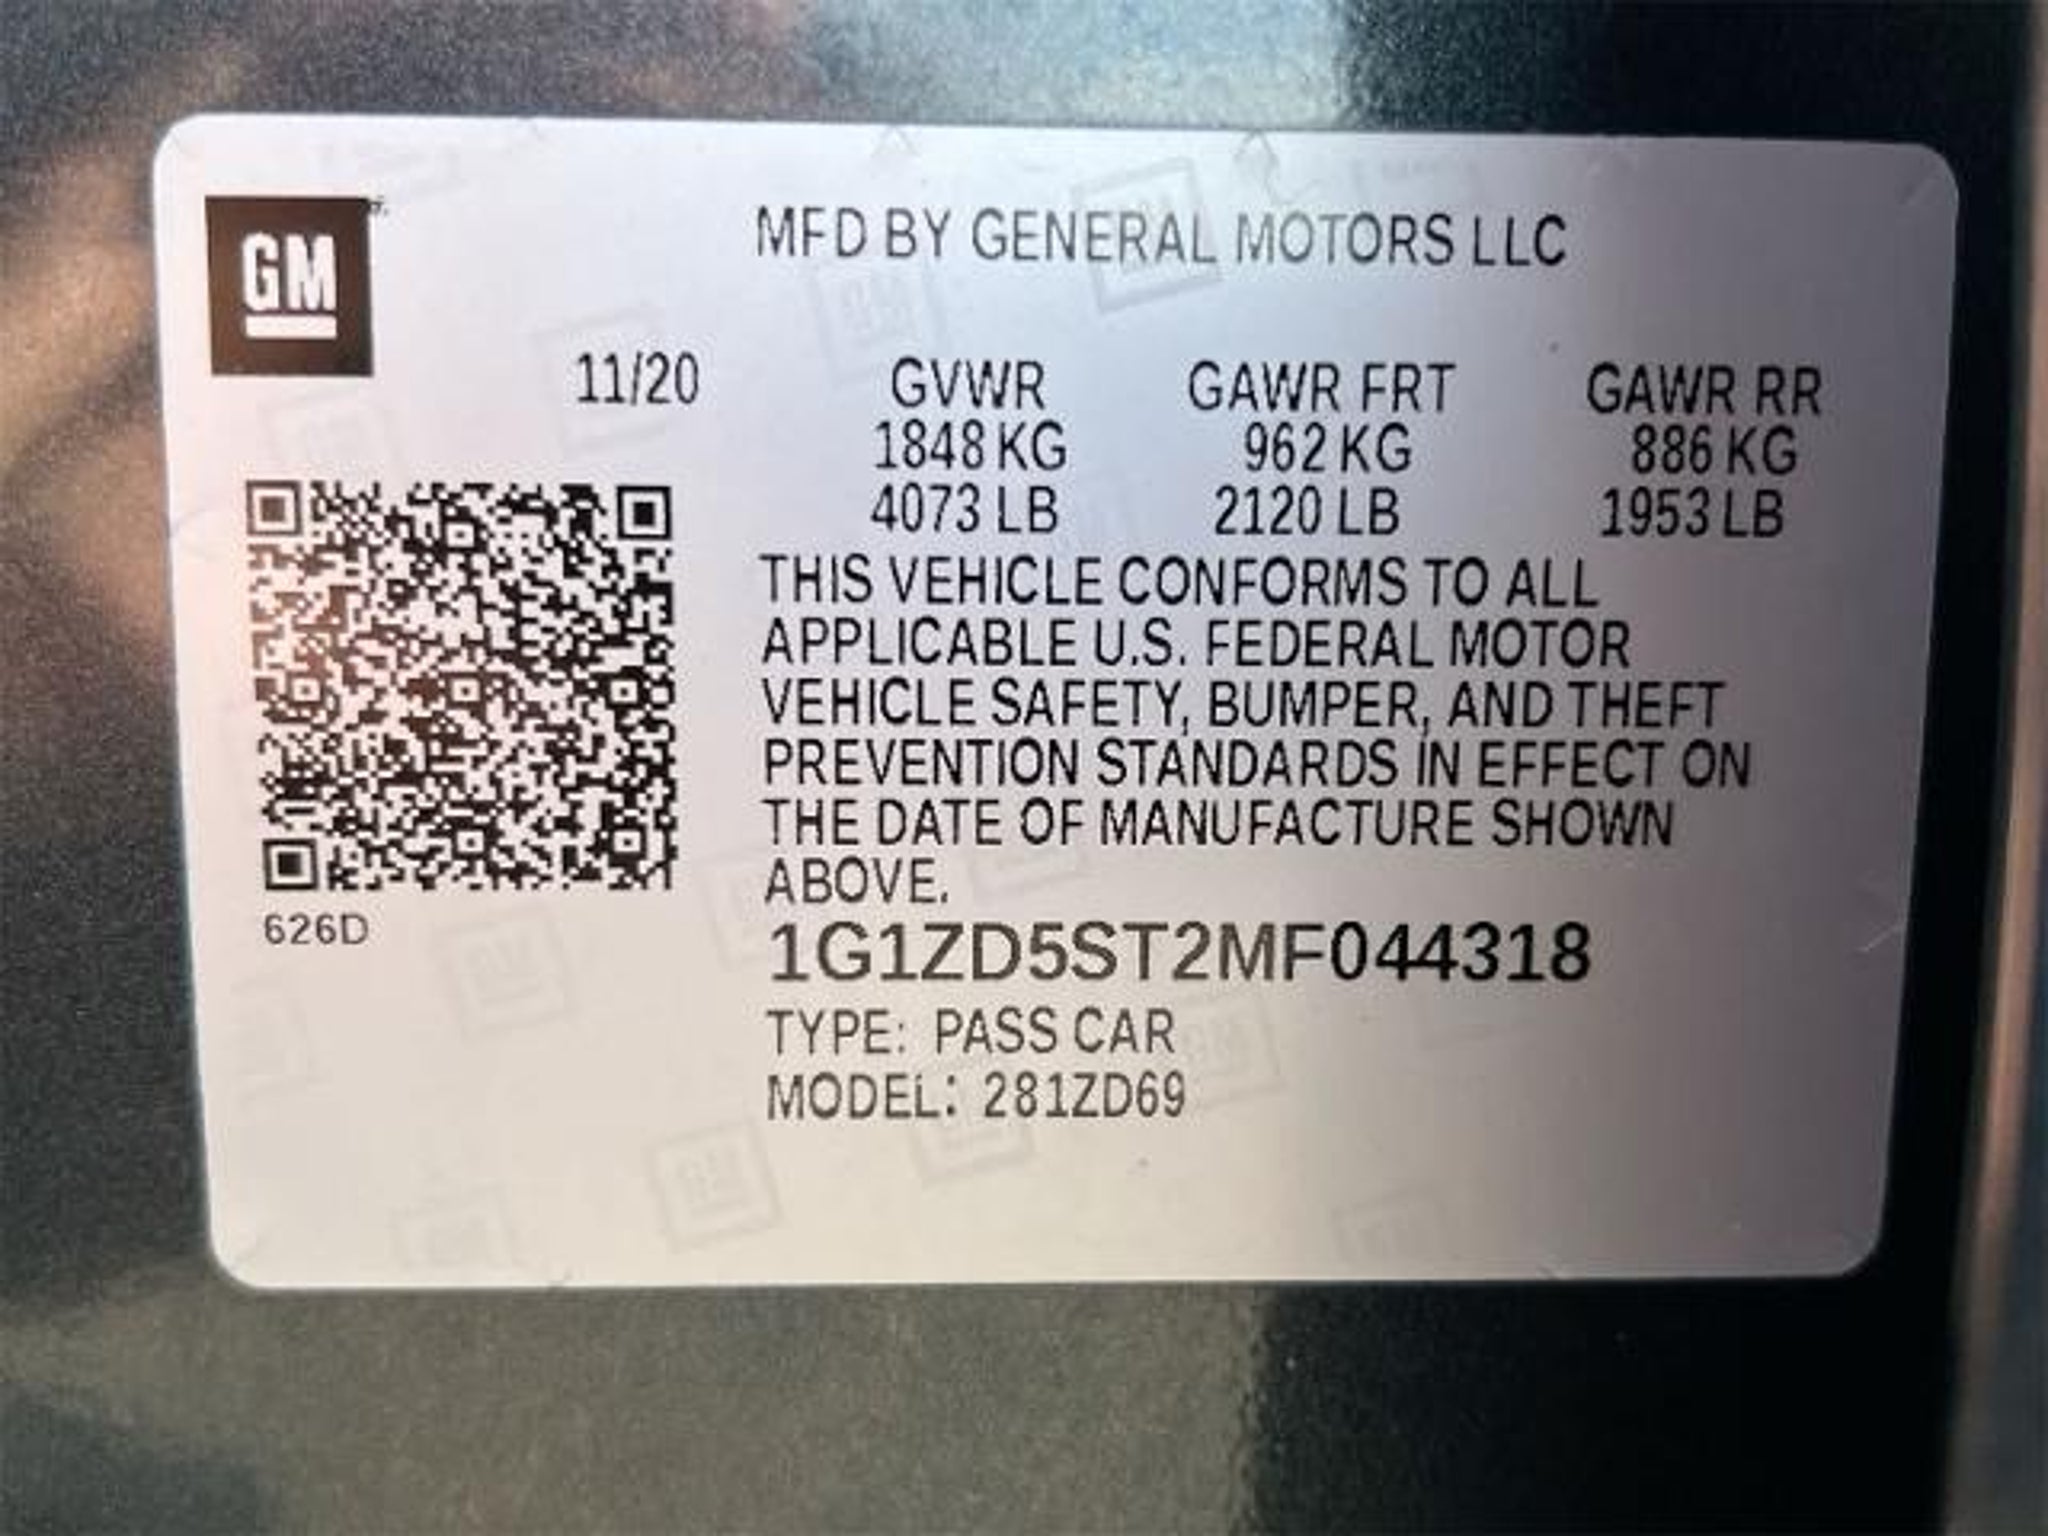 GM
MFD BY GENERAL MOTORS LLC
11/20 GVWR GAWR FRT GAWR RR
1848 KG 962 KG 886 KG
4073 LB 2120 LB 1953 LB
THIS VEHICLE CONFORMS TO ALL
APPLICABLE U.S. FEDERAL MOTOR
VEHICLE SAFETY, BUMPER, AND THEFT
PREVENTION STANDARDS IN EFFECT ON
THE DATE OF MANUFACTURE SHOWN
ABOVE.
626D
1G1ZD5ST2MF044318
TYPE: PASS CAR
MODEL: 281ZD69